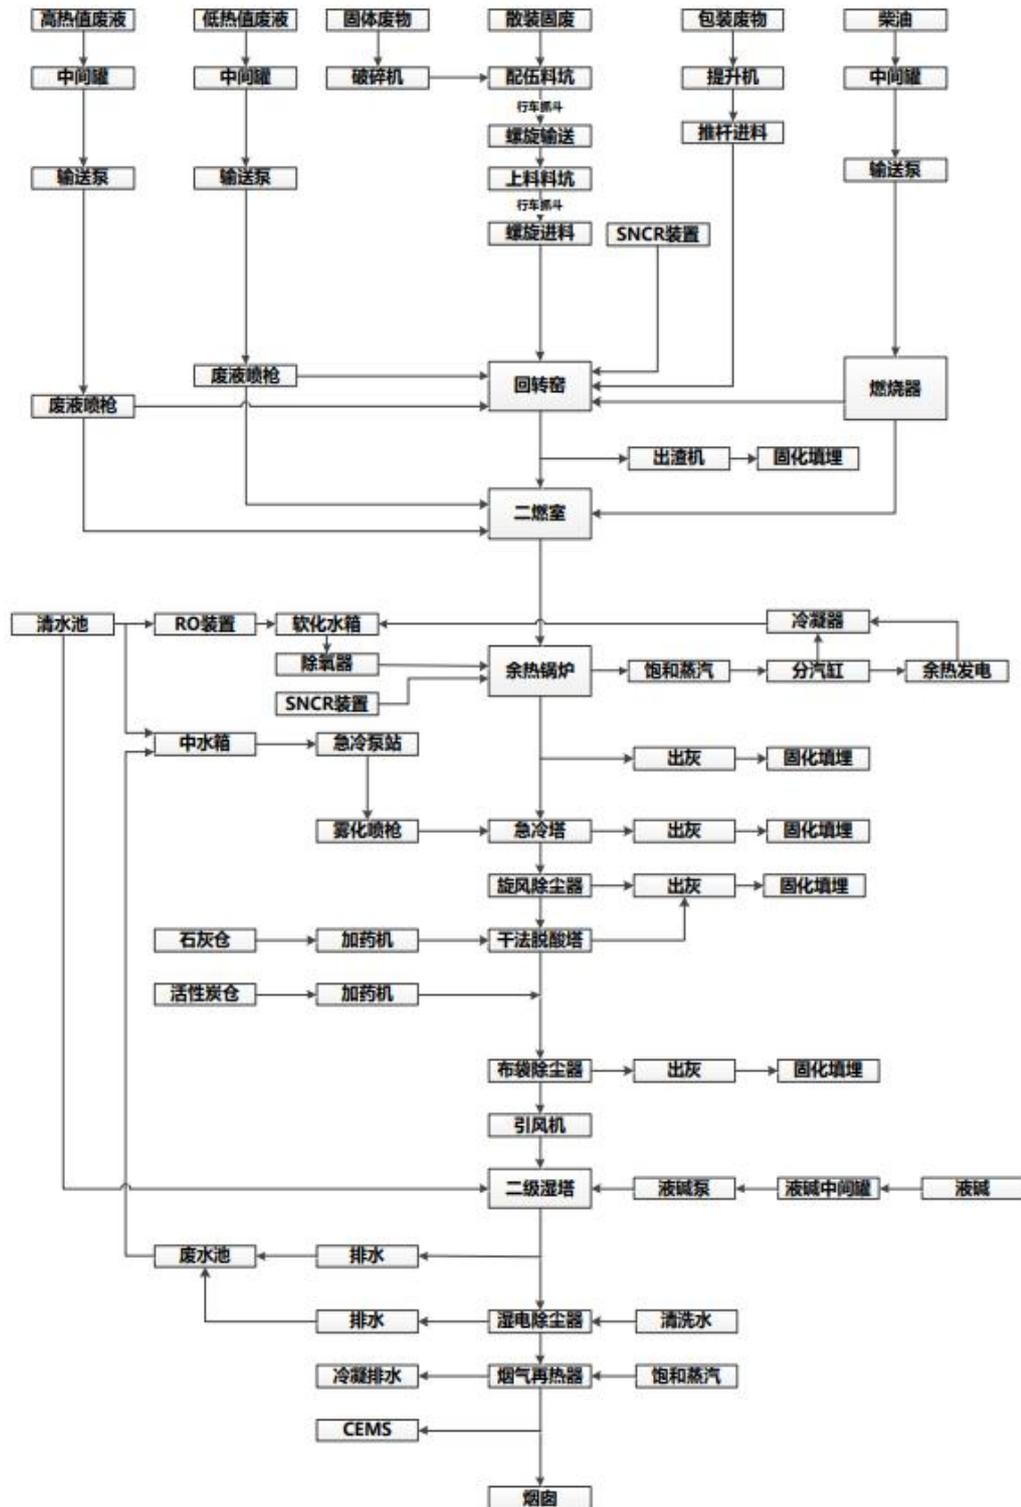 高热值废液
低热值废液
固体废物
散装固废
包装废物
柴油
中间罐
中间罐
破碎机
配伍料坑
提升机
中间罐
行车抓斗
螺旋输送
推杆进料
输送泵
输送泵
上料料坑
输送泵
行车抓斗
螺旋进料
SNCR装置
废液喷枪
回转窑
燃烧器
废液喷枪
出渣机
固化填埋
二燃室
清水池
RO装置
软化水箱
冷凝器
除氧器
余热锅炉
饱和蒸汽
分汽缸
余热发电
SNCR装置
中水箱
急冷泵站
出灰
固化填埋
雾化喷枪
急冷塔
出灰
固化填埋
旋风除尘器
出灰
固化填埋
石灰仓
加药机
干法脱酸塔
活性炭仓
加药机
布袋除尘器
出灰
固化填埋
引风机
二级湿塔
液碱泵
液碱中间罐
液碱
废水池
排水
排水
湿电除尘器
清洗水
冷凝排水
烟气再热器
饱和蒸汽
CEMS
烟囱